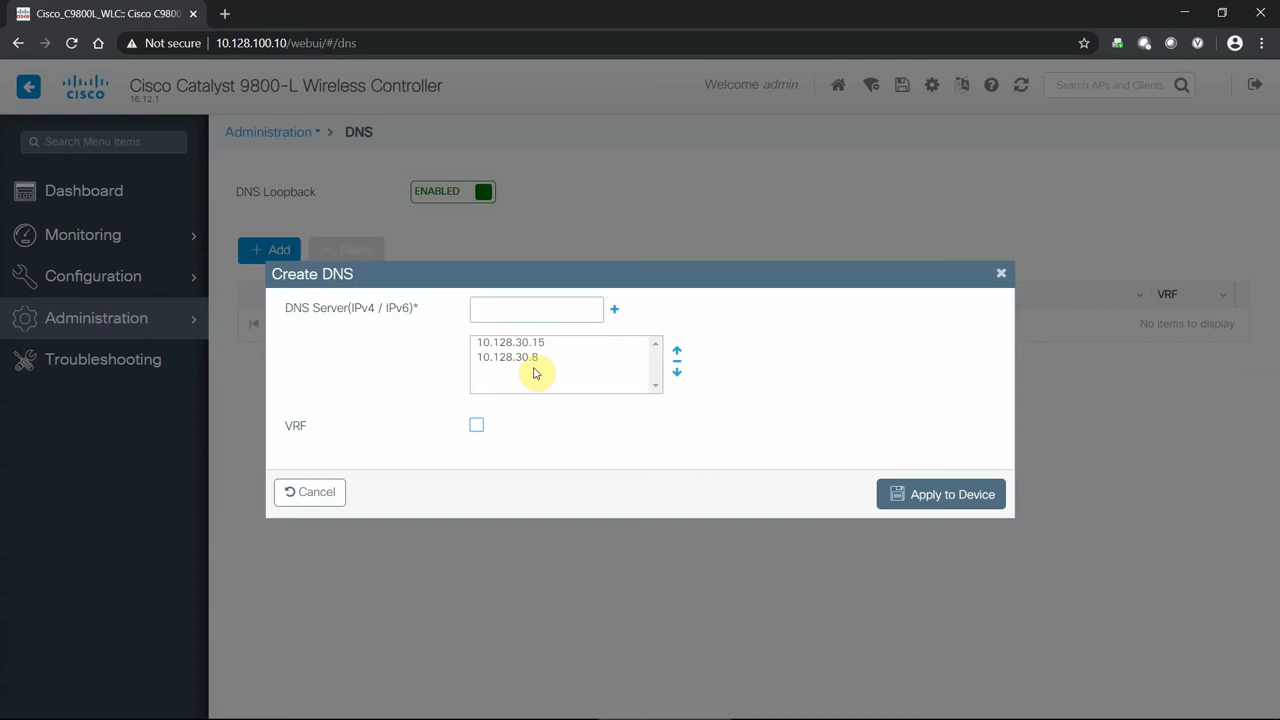 Cisco_C9800L_WLC:: Cisco C9800
Not secure | 10.128.100.10/webui/#/dns
CISCO
Cisco Catalyst 9800-L Wireless Controller
16.12.1
Welcome admin
Search APs and Clients
Search Menu Items
Administration > DNS
Dashboard
DNS Loopback
ENABLED
Monitoring
+ Add
× Delete
Configuration
Create DNS
VRF
Administration
DNS Server(IPv4 / IPv6)*
No items to display
10.128.30.15
10.128.30.8
Troubleshooting
VRF
Cancel
Apply to Device